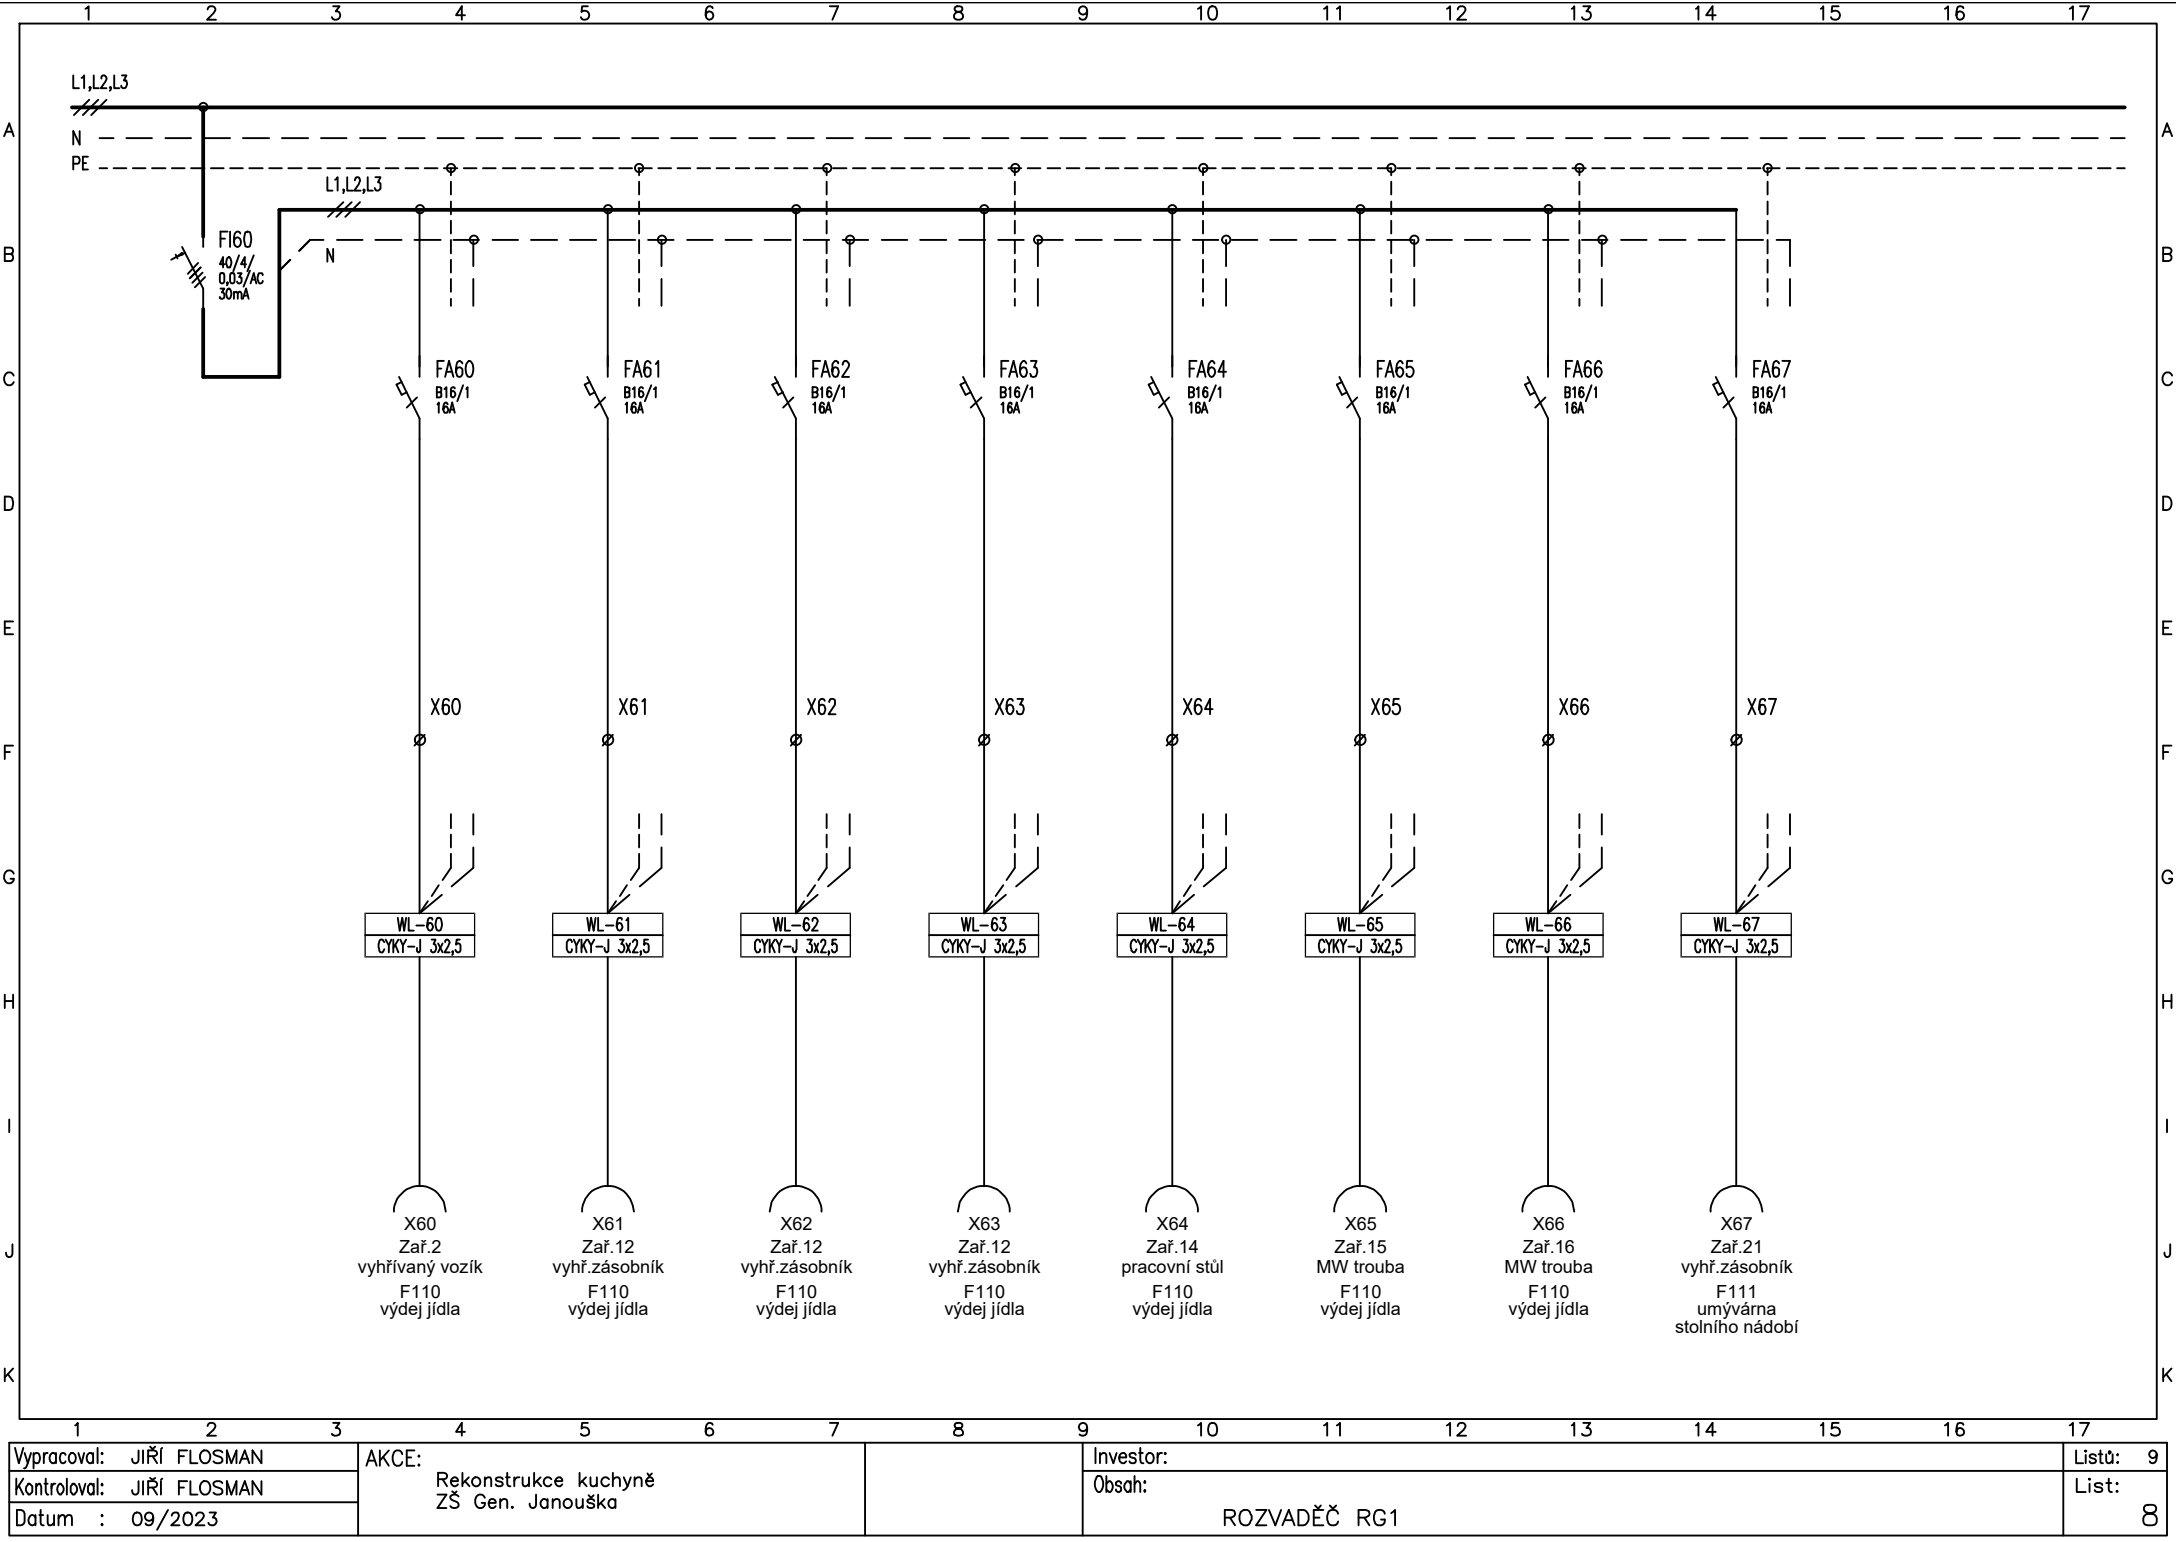 1 2 3 4 5 6 7 8 9 10 11 12 13 14 15 16 17
L1,L2,L3
A A
N
PE
L1,L2,L3
B B
N
FI60
40/4/
0,03/AC
30mA
C C
FA60 FA61 FA62 FA63 FA64 FA65 FA66 FA67
B16/1 B16/1 B16/1 B16/1 B16/1 B16/1 B16/1 B16/1
16A 16A 16A 16A 16A 16A 16A 16A
D D
E E
X60 X61 X62 X63 X64 X65 X66 X67
F F
G G
WL-60 WL-61 WL-62 WL-63 WL-64 WL-65 WL-66 WL-67
CYKY-J 3x2,5 CYKY-J 3x2,5 CYKY-J 3x2,5 CYKY-J 3x2,5 CYKY-J 3x2,5 CYKY-J 3x2,5 CYKY-J 3x2,5 CYKY-J 3x2,5
H H
I I
X60 X61 X62 X63 X64 X65 X66 X67
J J
Zař.2 Zař.12 Zař.12 Zař.12 Zař.14 Zař.15 Zař.16 Zař.21
vyhřívaný vozík vyhř.zásobník vyhř.zásobník vyhř.zásobník pracovní stůl MW trouba MW trouba vyhř.zásobník
F110 F110 F110 F110 F110 F110 F110 F111
výdej jídla výdej jídla výdej jídla výdej jídla výdej jídla výdej jídla výdej jídla umývárna
stolního nádobí
K K
1 2 3 4 5 6 7 8 9 10 11 12 13 14 15 16 17
Vypracoval: JIŘÍ FLOSMAN
Kontroloval: JIŘÍ FLOSMAN
Datum : 09/2023
AKCE:
Rekonstrukce kuchyně
ZŠ Gen. Janouška
Investor:
Obsah:
ROZVADĚČ RG1
Listů: 9
List:
8